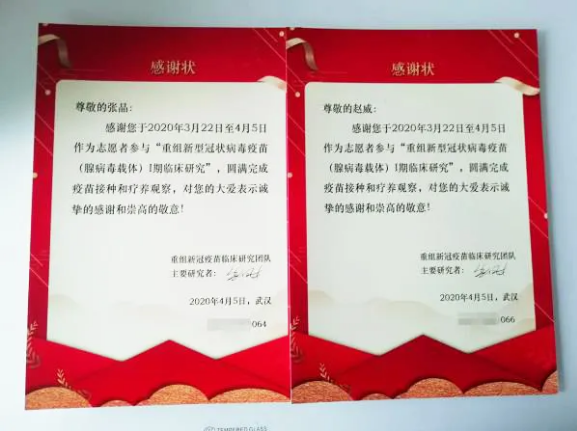 感谢状
尊敬的张品:
感谢您于2020年3月22日至4月5日
作为志愿者参与“重组新型冠状病毒疫苗
（腺病毒载体）I期临床研究”，圆满完成
疫苗接种和疗养观察，对您的大爱表示诚
挚的感谢和崇高的敬意!
重组新冠疫苗临床研究团队
主要研究者:
2020年4月5日，武汉
064
感谢状
尊敬的赵威:
感谢您于2020年3月22日至4月5日
作为志愿者参与“重组新型冠状病毒疫苗
（腺病毒载体）I期临床研究”，圆满完成
疫苗接种和疗养观察，对您的大爱表示诚
挚的感谢和崇高的敬意!
重组新冠疫苗临床研究团队
主要研究者:
2020年4月5日，武汉
066
TEMPERED GLASS